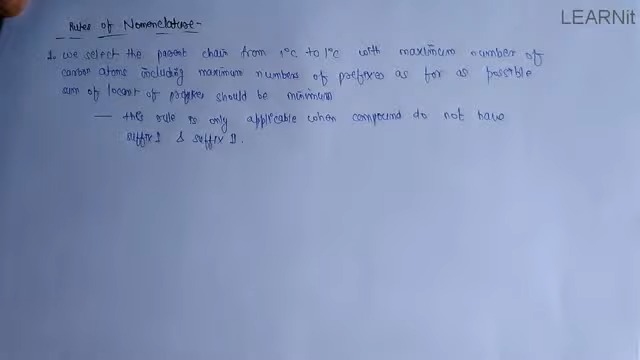 LEARNit
Rules of Nomenclature-
1. We select the parent chain from 1°C to 1°C with maximum number of
carbon atoms including maximum numbers of prefixes as for as possible
sum of locant of prefixes should be minimum
— this rule is only applicable when compound do not have
suffix I & suffix II.